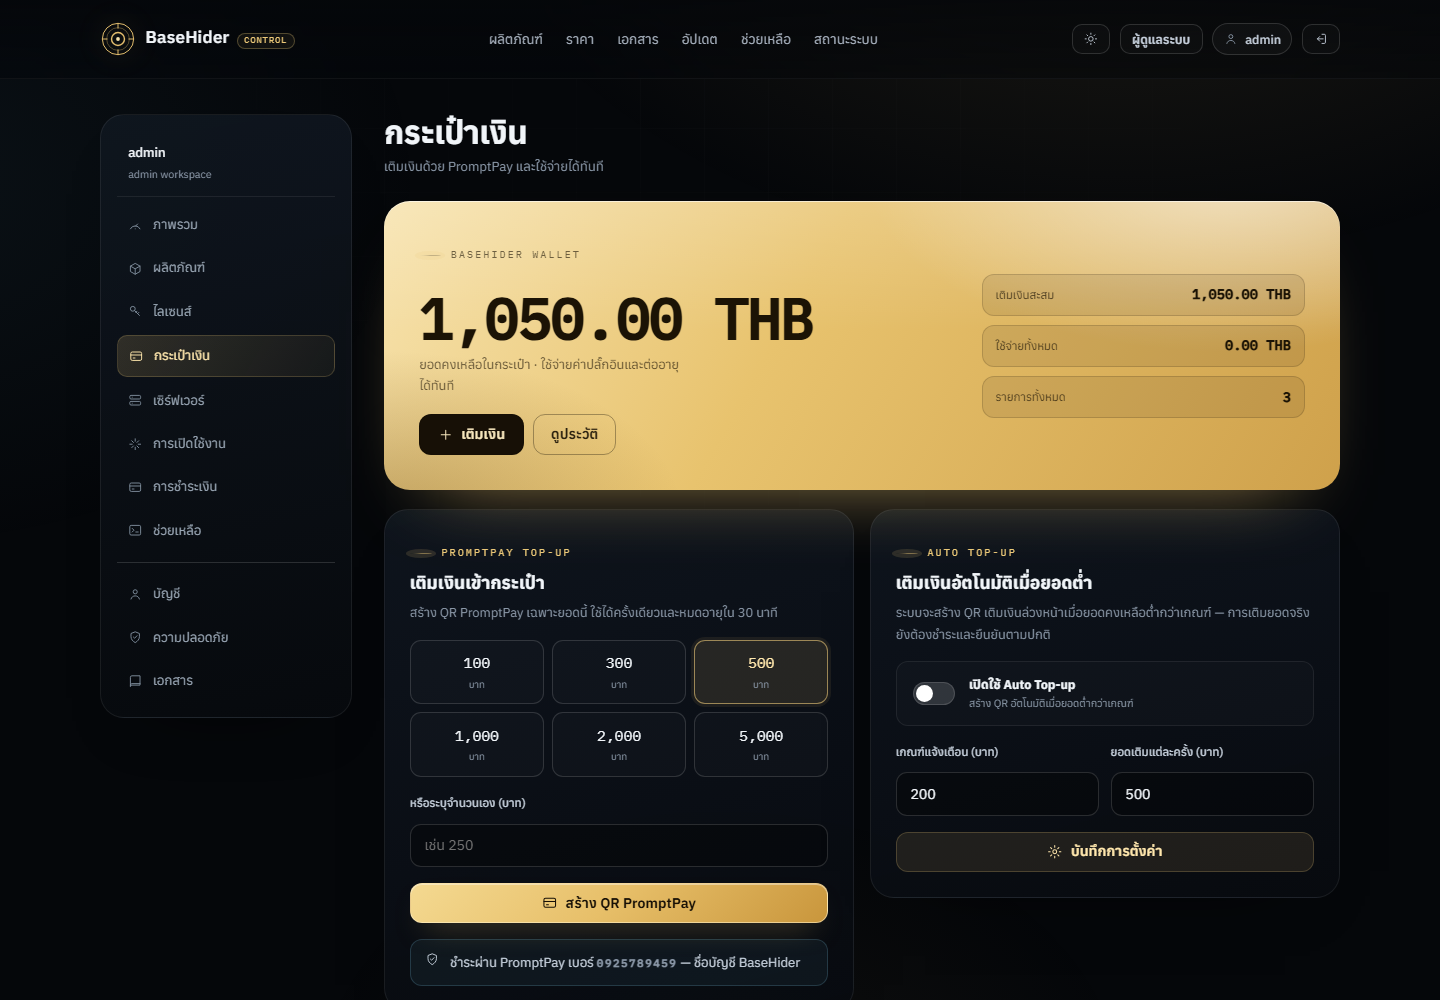 BaseHider CONTROL
ผลิตภัณฑ์ ราคา เอกสาร อัปเดต ช่วยเหลือ สถานะระบบ
ผู้ดูแลระบบ admin
admin
admin workspace
ภาพรวม
ผลิตภัณฑ์
ไลเซนส์
กระเป๋าเงิน
เซิร์ฟเวอร์
การเปิดใช้งาน
การชำระเงิน
ช่วยเหลือ
บัญชี
ความปลอดภัย
เอกสาร
กระเป๋าเงิน
เติมเงินด้วย PromptPay และใช้จ่ายได้ทันที
BASEHIDER WALLET
1,050.00 THB
ยอดคงเหลือในกระเป๋า · ใช้จ่ายค่าปลั๊กอินและต่ออายุ
ได้ทันที
เติมเงิน ดูประวัติ
เติมเงินสะสม 1,050.00 THB
ใช้จ่ายทั้งหมด 0.00 THB
รายการทั้งหมด 3
PROMPTPAY TOP-UP
เติมเงินเข้ากระเป๋า
สร้าง QR PromptPay เฉพาะยอดนี้ ใช้ได้ครั้งเดียวและหมดอายุใน 30 นาที
100 300 500
บาท บาท บาท
1,000 2,000 5,000
บาท บาท บาท
หรือระบุจำนวนเอง (บาท)
เช่น 250
สร้าง QR PromptPay
ชำระผ่าน PromptPay เบอร์ 0925789459 — ชื่อบัญชี BaseHider
AUTO TOP-UP
เติมเงินอัตโนมัติเมื่อยอดต่ำ
ระบบจะสร้าง QR เติมเงินล่วงหน้าเมื่อยอดคงเหลือต่ำกว่าเกณฑ์ — การเติมยอดจริง
ยังต้องชำระและยืนยันตามปกติ
เปิดใช้ Auto Top-up
สร้าง QR อัตโนมัติเมื่อยอดต่ำกว่าเกณฑ์
เกณฑ์แจ้งเตือน (บาท) ยอดเติมแต่ละครั้ง (บาท)
200 500
บันทึกการตั้งค่า